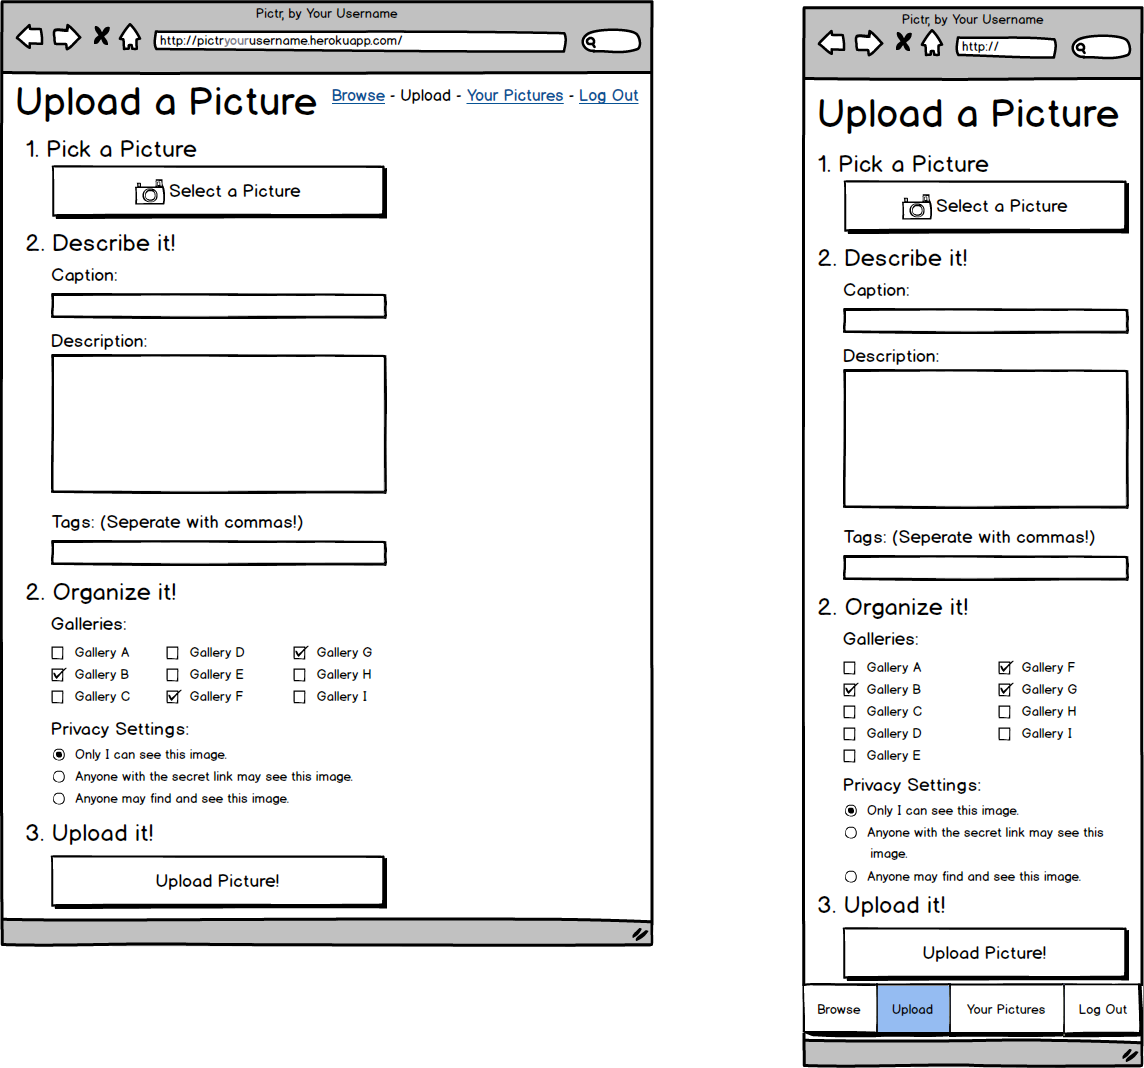 Pictr, by Your Username
http://pictryourusername.herokuapp.com/
Upload a Picture
Browse - Upload - Your Pictures - Log Out
1. Pick a Picture
Select a Picture
2. Describe it!
Caption:
Description:
Tags: (Seperate with commas!)
2. Organize it!
Galleries:
Gallery A Gallery D Gallery G
Gallery B Gallery E Gallery H
Gallery C Gallery F Gallery I
Privacy Settings:
Only I can see this image.
Anyone with the secret link may see this image.
Anyone may find and see this image.
3. Upload it!
Upload Picture!
Pictr, by Your Username
http://
Upload a Picture
1. Pick a Picture
Select a Picture
2. Describe it!
Caption:
Description:
Tags: (Seperate with commas!)
2. Organize it!
Galleries:
Gallery A Gallery F
Gallery B Gallery G
Gallery C Gallery H
Gallery D Gallery I
Gallery E
Privacy Settings:
Only I can see this image.
Anyone with the secret link may see this
image.
Anyone may find and see this image.
3. Upload it!
Upload Picture!
Browse Upload Your Pictures Log Out